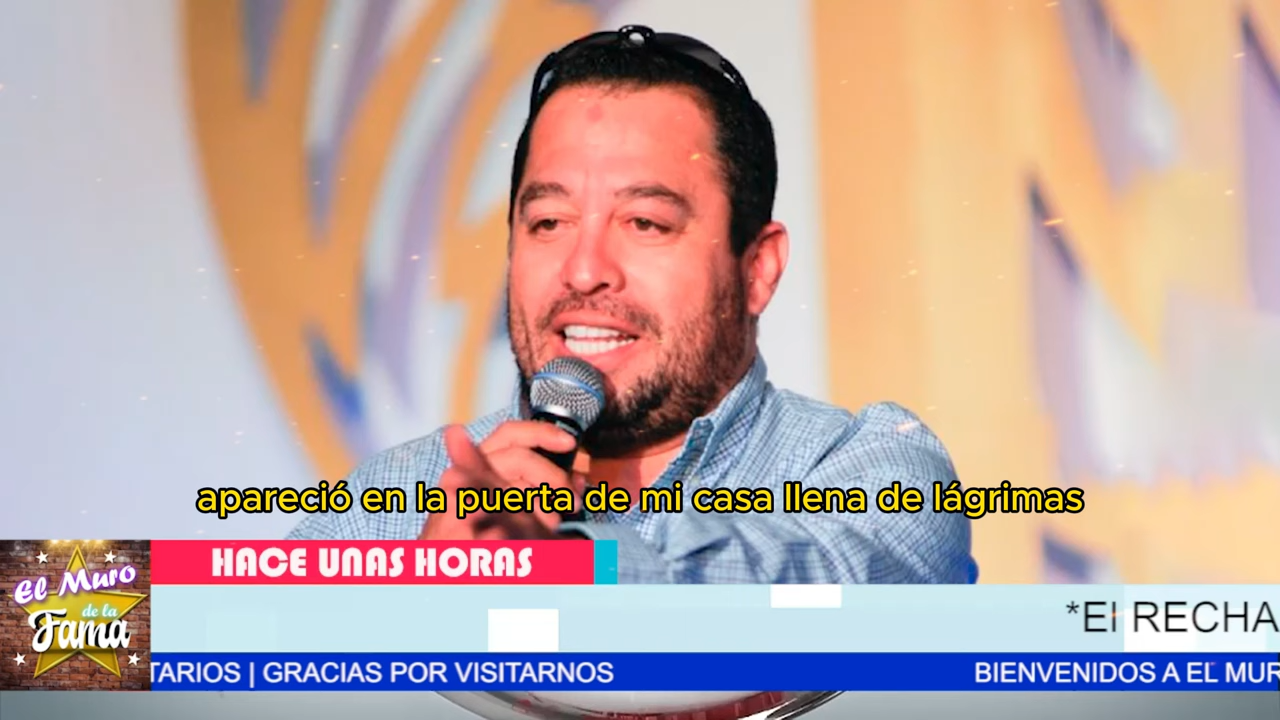 apareció en la puerta de mi casa llena de lágrimas
HACE UNAS HORAS
El Muro
de la
Fama
*El RECHA
TARIOS | GRACIAS POR VISITARNOS
BIENVENIDOS A EL MUR